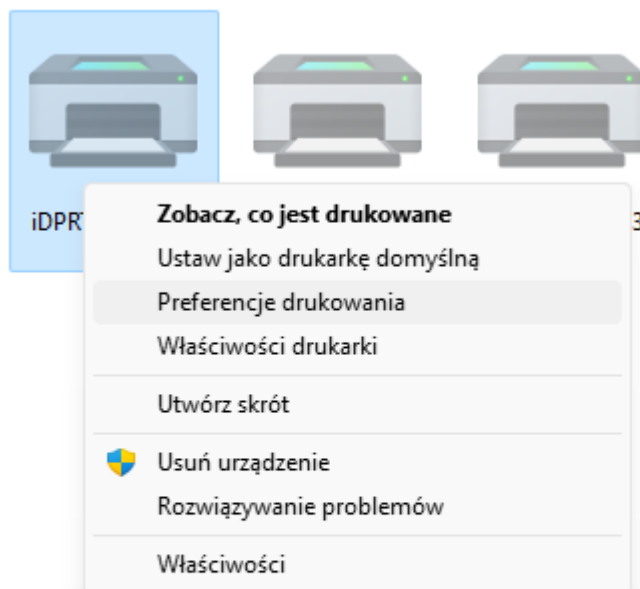 iDPR
Zobacz, co jest drukowane
Ustaw jako drukarkę domyślną
Preferencje drukowania
Właściwości drukarki
Utwórz skrót
Usuń urządzenie
Rozwiązywanie problemów
Właściwości